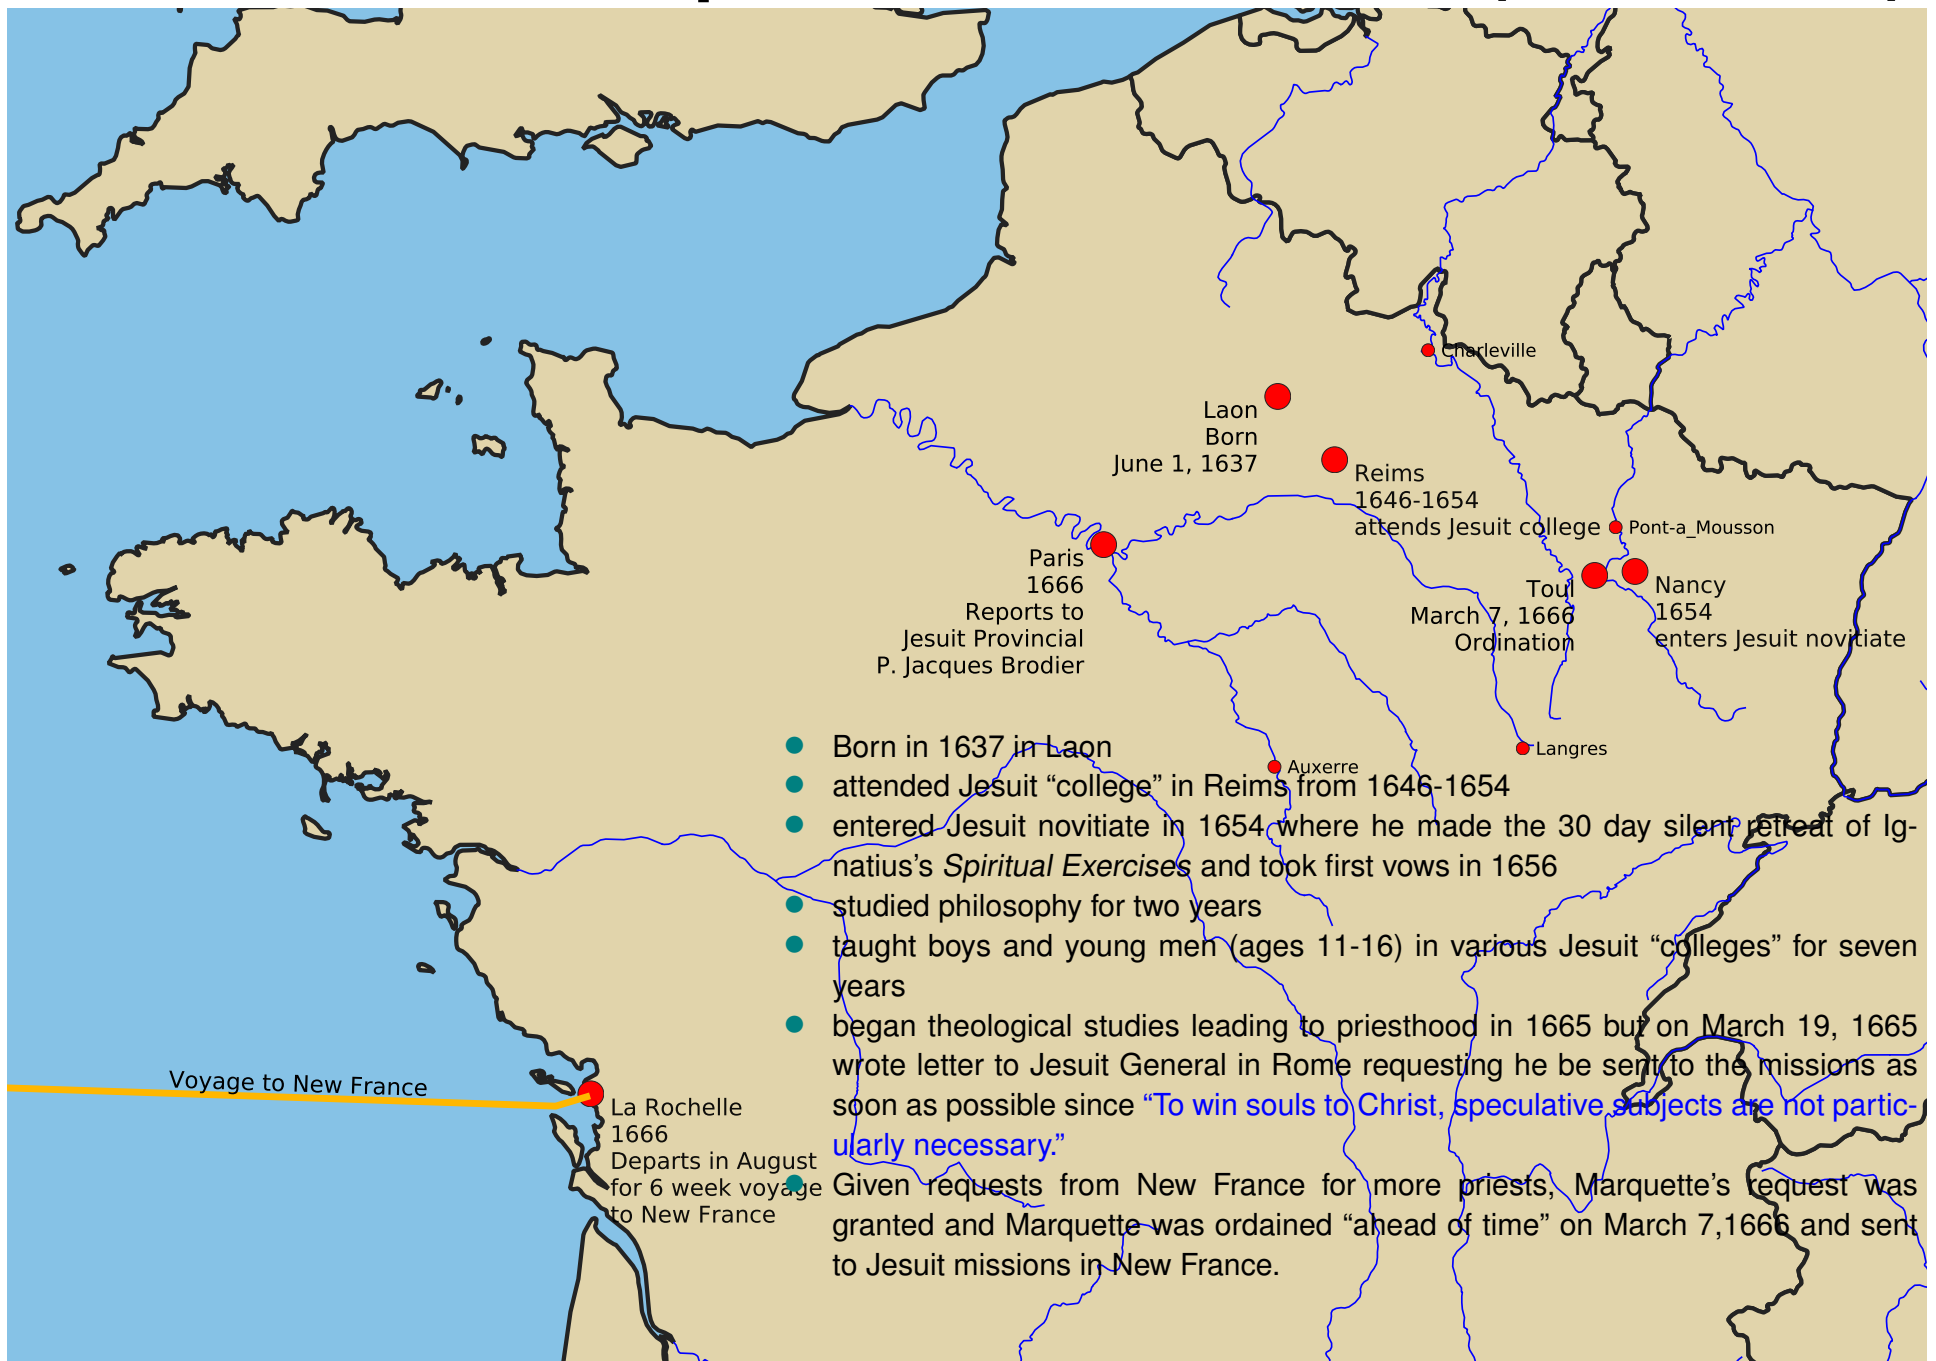 Charleville
Laon
Born
June 1, 1637
Reims
1646-1654
attends Jesuit college
Pont-a_Mousson
Paris
1666
Reports to
Jesuit Provincial
P. Jacques Brodier
Toul
March 7, 1666
Ordination
Nancy
1654
enters Jesuit novitiate
Langres
Auxerre
Voyage to New France
La Rochelle
1666
Departs in August
for 6 week voyage
to New France
Born in 1637 in Laon
attended Jesuit “college” in Reims from 1646-1654
entered Jesuit novitiate in 1654 where he made the 30 day silent retreat of Ig-
natius’s Spiritual Exercises and took first vows in 1656
studied philosophy for two years
taught boys and young men (ages 11-16) in various Jesuit “colleges” for seven
years
began theological studies leading to priesthood in 1665 but on March 19, 1665
wrote letter to Jesuit General in Rome requesting he be sent to the missions as
soon as possible since “To win souls to Christ, speculative subjects are not partic-
ularly necessary.”
Given requests from New France for more priests, Marquette’s request was
granted and Marquette was ordained “ahead of time” on March 7,1666 and sent
to Jesuit missions in New France.